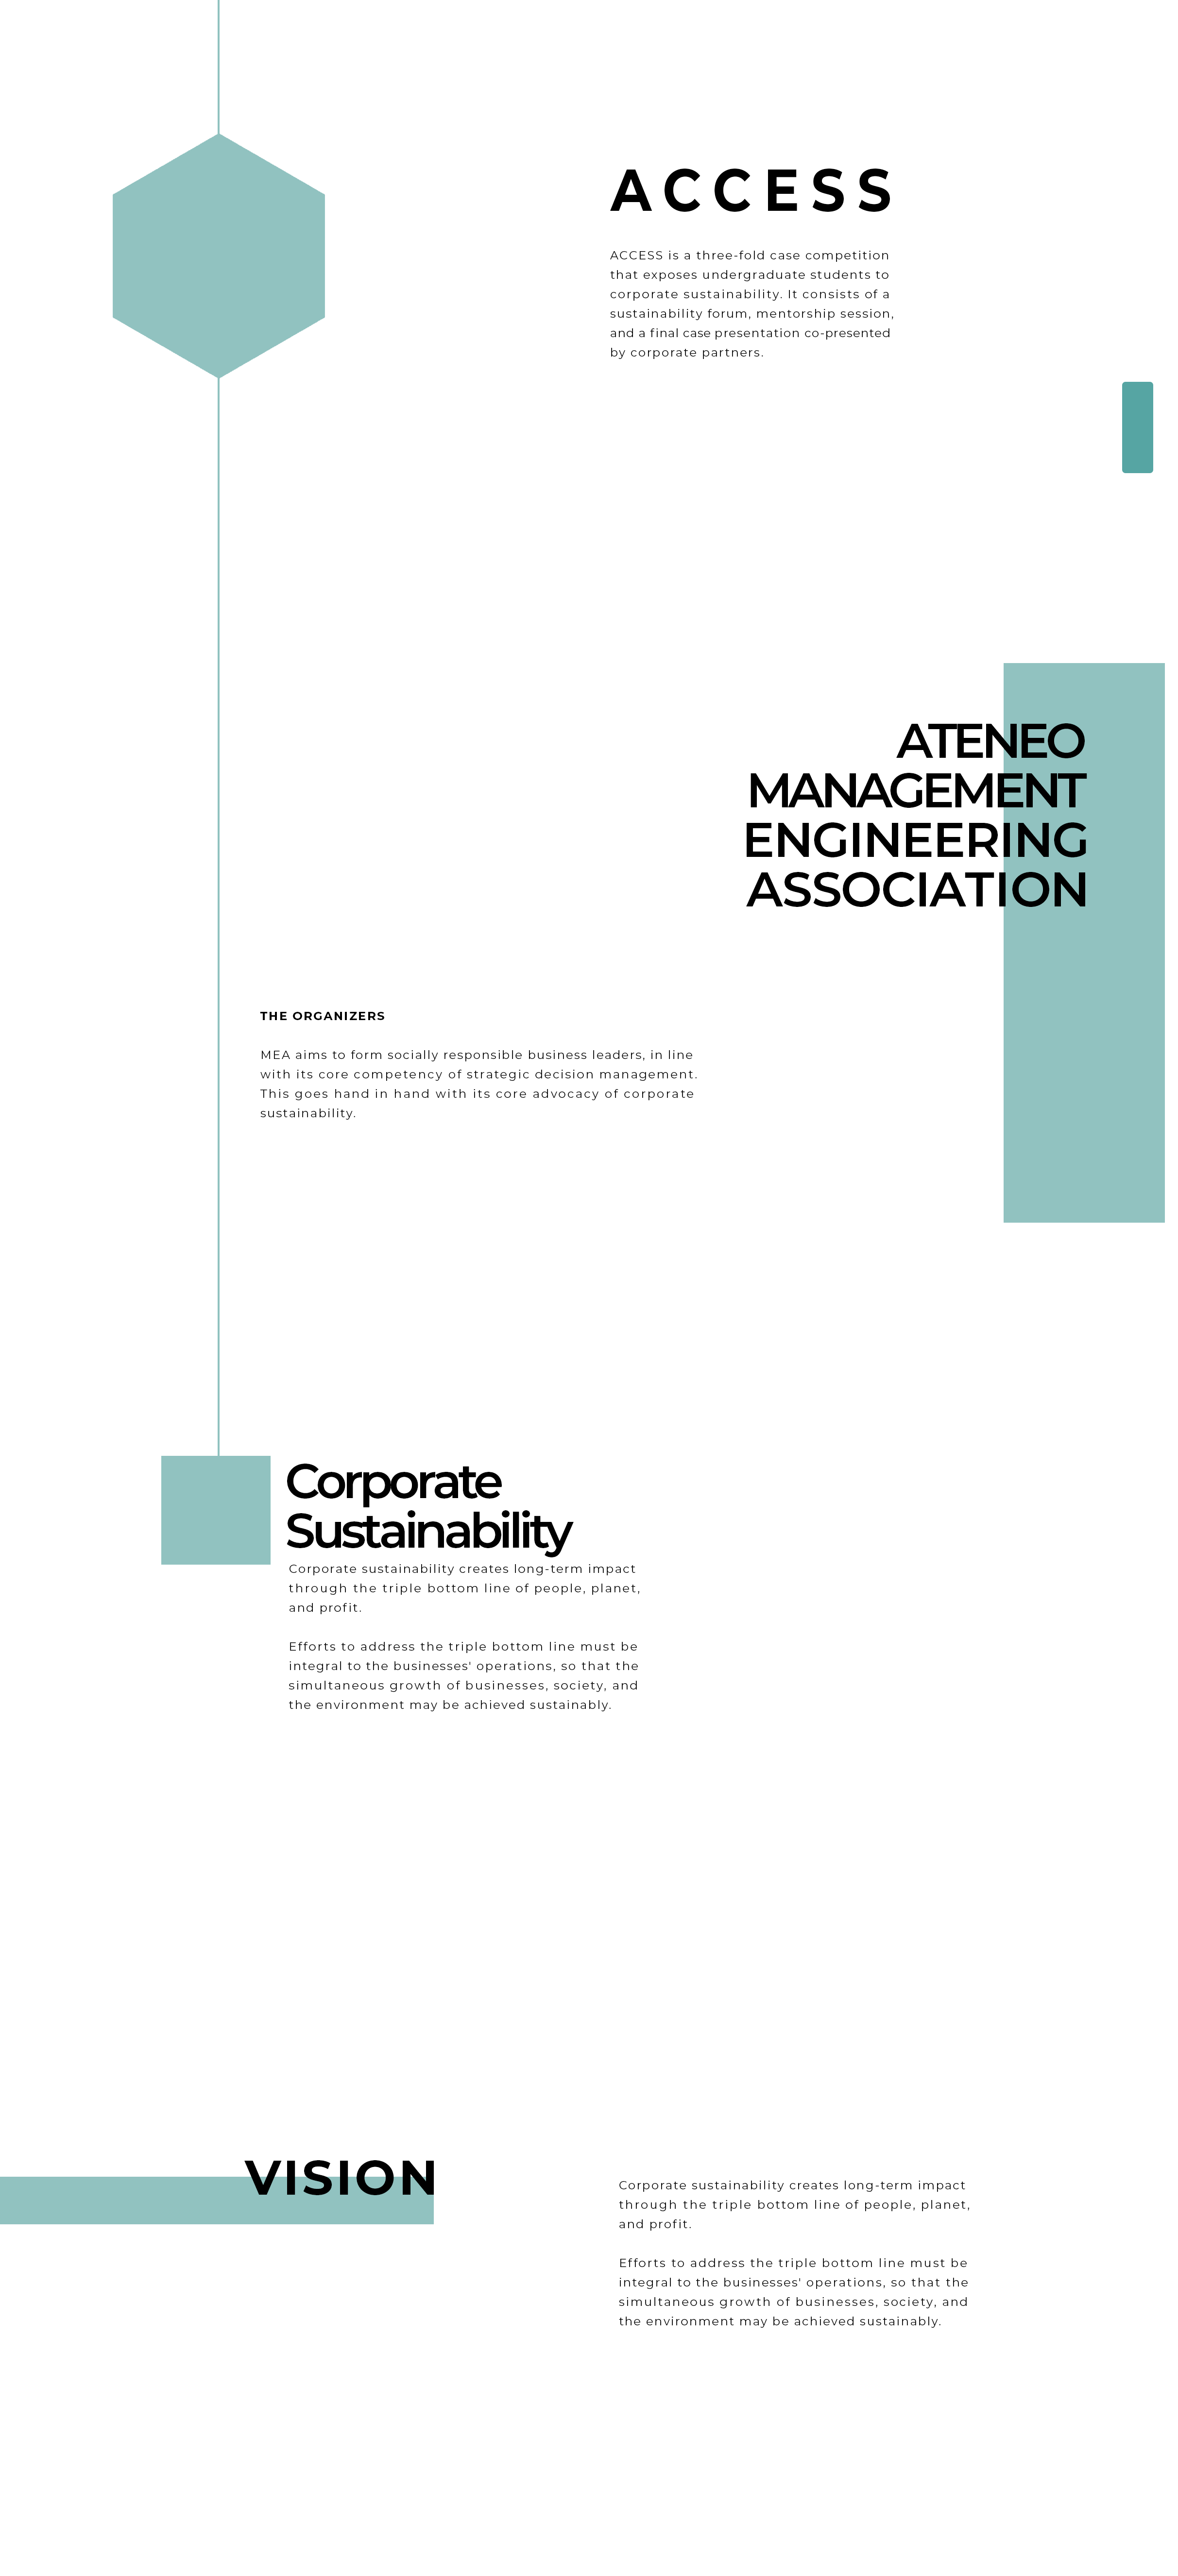 ACCESS
ACCESS is a three-fold case competition
that exposes undergraduate students to
corporate sustainability. It consists of a
sustainability forum, mentorship session,
and a final case presentation co-presented
by corporate partners.
ATENEO
MANAGEMENT
ENGINEERING
ASSOCIATION
THE ORGANIZERS
MEA aims to form socially responsible business leaders, in line
with its core competency of strategic decision management.
This goes hand in hand with its core advocacy of corporate
sustainability.
Corporate
Sustainability
Corporate sustainability creates long-term impact
through the triple bottom line of people, planet,
and profit.
Efforts to address the triple bottom line must be
integral to the businesses' operations, so that the
simultaneous growth of businesses, society, and
the environment may be achieved sustainably.
VISION
Corporate sustainability creates long-term impact
through the triple bottom line of people, planet,
and profit.
Efforts to address the triple bottom line must be
integral to the businesses' operations, so that the
simultaneous growth of businesses, society, and
the environment may be achieved sustainably.